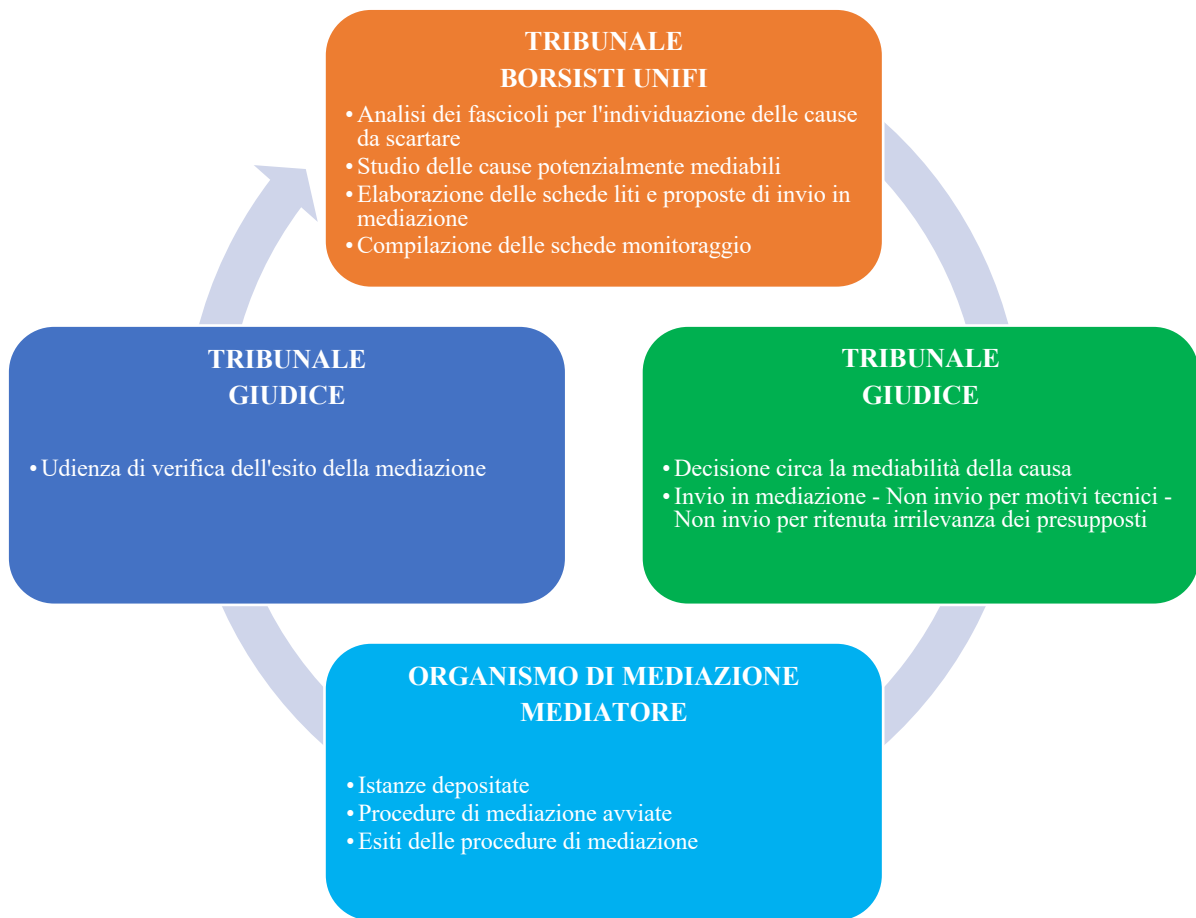 TRIBUNALE
BORSISTI UNIFI
• Analisi dei fascicoli per l'individuazione delle cause
da scartare
• Studio delle cause potenzialmente mediabili
• Elaborazione delle schede liti e proposte di invio in
mediazione
• Compilazione delle schede monitoraggio
TRIBUNALE
GIUDICE
• Decisione circa la mediabilità della causa
• Invio in mediazione - Non invio per motivi tecnici -
Non invio per ritenuta irrilevanza dei presupposti
ORGANISMO DI MEDIAZIONE
MEDIATORE
• Istanze depositate
• Procedure di mediazione avviate
• Esiti delle procedure di mediazione
TRIBUNALE
GIUDICE
• Udienza di verifica dell'esito della mediazione